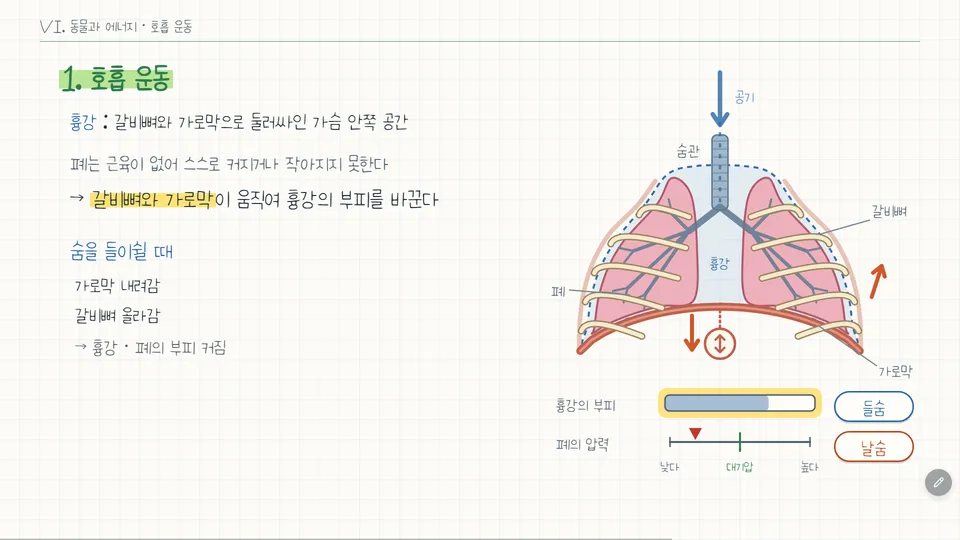 VI. 동물과 에너지 · 호흡 운동
1. 호흡 운동
흉강 : 갈비뼈와 가로막으로 둘러싸인 가슴 안쪽 공간
폐는 근육이 없어 스스로 커지거나 작아지지 못한다
→ 갈비뼈와 가로막이 움직여 흉강의 부피를 바꾼다
숨을 들이쉴 때
가로막 내려감
갈비뼈 올라감
→ 흉강 · 폐의 부피 커짐
공기
숨관
갈비뼈
흉강
폐
가로막
흉강의 부피
들숨
폐의 압력
날숨
낮다
대기압
높다